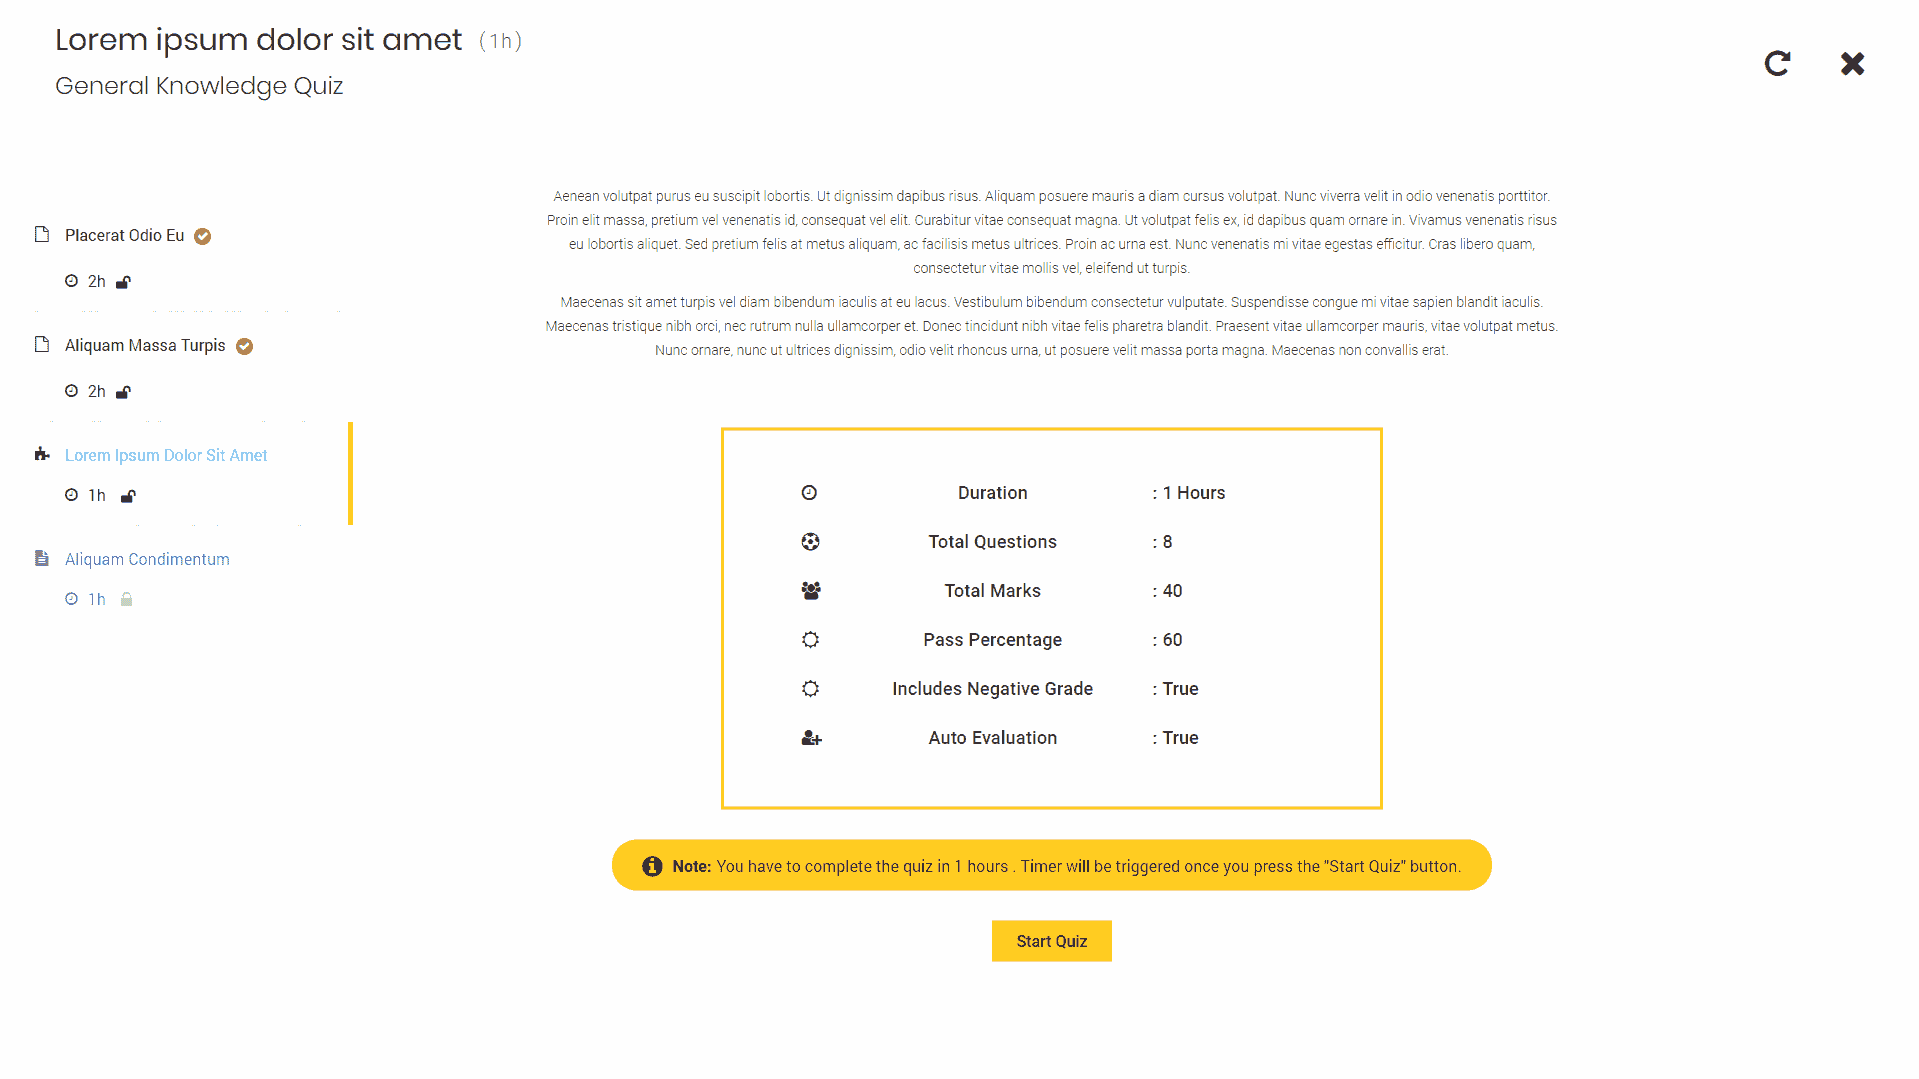 Lorem ipsum dolor sit amet (1h)
General Knowledge Quiz
Placerat Odio Eu
2h
Aliquam Massa Turpis
2h
Lorem Ipsum Dolor Sit Amet
1h
Aliquam Condimentum
1h
Aenean volutpat purus eu suscipit lobortis. Ut dignissim dapibus risus. Aliquam posuere mauris a diam cursus volutpat. Nunc viverra velit in odio venenatis porttitor.
Proin elit massa, pretium vel venenatis id, consequat vel elit. Curabitur vitae consequat magna. Ut volutpat felis ex, id dapibus quam ornare in. Vivamus venenatis risus
eu lobortis aliquet. Sed pretium felis at metus aliquam, ac facilisis metus ultrices. Proin ac urna est. Nunc venenatis mi vitae egestas efficitur. Cras libero quam,
consectetur vitae mollis vel, eleifend ut turpis.
Maecenas sit amet turpis vel diam bibendum iaculis at eu lacus. Vestibulum bibendum consectetur vulputate. Suspendisse congue mi vitae sapien blandit iaculis.
Maecenas tristique nibh orci, nec rutrum nulla ullamcorper et. Donec tincidunt nibh vitae felis pharetra blandit. Praesent vitae ullamcorper mauris, vitae volutpat metus.
Nunc ornare, nunc ut ultrices dignissim, odio velit rhoncus urna, ut posuere velit massa porta magna. Maecenas non convallis erat.
Duration : 1 Hours
Total Questions : 8
Total Marks : 40
Pass Percentage : 60
Includes Negative Grade : True
Auto Evaluation : True
Note: You have to complete the quiz in 1 hours . Timer will be triggered once you press the "Start Quiz" button.
Start Quiz